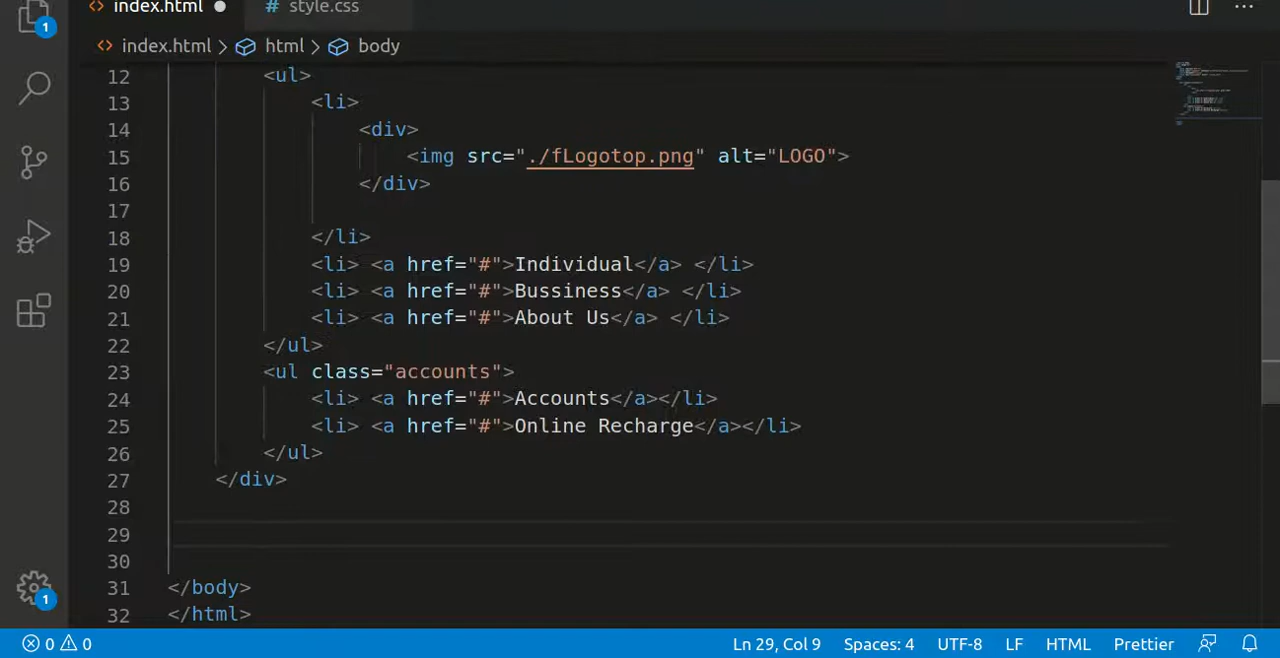 index.html
# style.css
...
1
<> index.html > html > body
12 <ul>
13 <li>
14 <div>
15 <img src="./fLogotop.png" alt="LOGO">
16 </div>
17
18 </li>
19 <li> <a href="#">Individual</a> </li>
20 <li> <a href="#">Bussiness</a> </li>
21 <li> <a href="#">About Us</a> </li>
22 </ul>
23 <ul class="accounts">
24 <li> <a href="#">Accounts</a></li>
25 <li> <a href="#">Online Recharge</a></li>
26 </ul>
27 </div>
28
29
30
31 </body>
32 </html>
1
0 0 Ln 29, Col 9 Spaces: 4 UTF-8 LF HTML Prettier